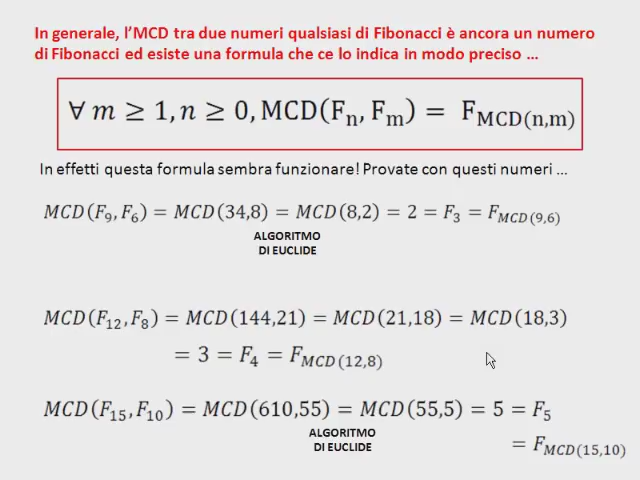 In generale, l’MCD tra due numeri qualsiasi di Fibonacci è ancora un numero
di Fibonacci ed esiste una formula che ce lo indica in modo preciso …
∀ m ≥ 1, n ≥ 0, MCD(Fₙ, Fₘ) = F_MCD(n,m)
In effetti questa formula sembra funzionare! Provate con questi numeri …
MCD(F₉, F₆) = MCD(34,8) = MCD(8,2) = 2 = F₃ = F_MCD(9,6)
ALGORITMO
DI EUCLIDE
MCD(F₁₂, F₈) = MCD(144,21) = MCD(21,18) = MCD(18,3)
= 3 = F₄ = F_MCD(12,8)
MCD(F₁₅, F₁₀) = MCD(610,55) = MCD(55,5) = 5 = F₅
ALGORITMO
DI EUCLIDE
= F_MCD(15,10)